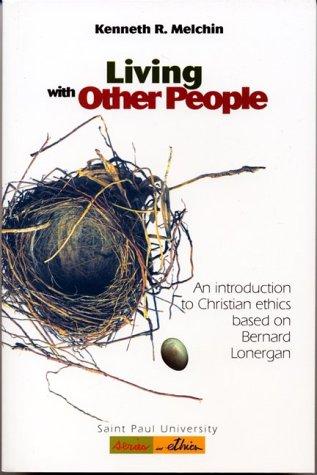 Kenneth R. Melchin
Living
with Other People
An introduction
to Christian ethics
based on
Bernard
Lonergan
Saint Paul University
series in ethics